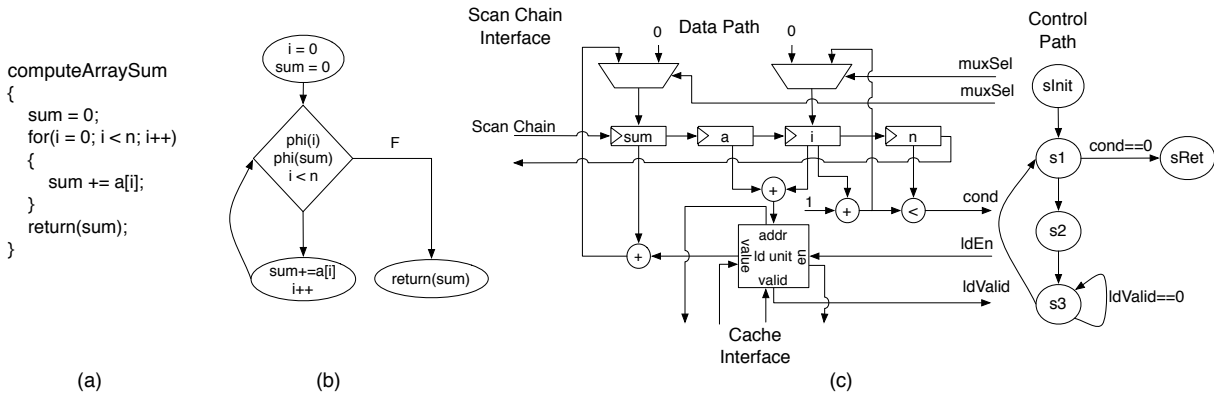 computeArraySum
{
sum = 0;
for(i = 0; i < n; i++)
{
sum += a[i];
}
return(sum);
}
(a)
i = 0
sum = 0
phi(i)
phi(sum)
i < n
F
sum+=a[i]
i++
return(sum)
(b)
Scan Chain
Interface
Data Path
Control
Path
0
0
muxSel
muxSel
Scan Chain
sum
a
i
n
+
1
+
<
cond
addr
value
ld unit
en
valid
+
ldEn
ldValid
Cache
Interface
sInit
s1
cond==0
sRet
s2
s3
ldValid==0
(c)